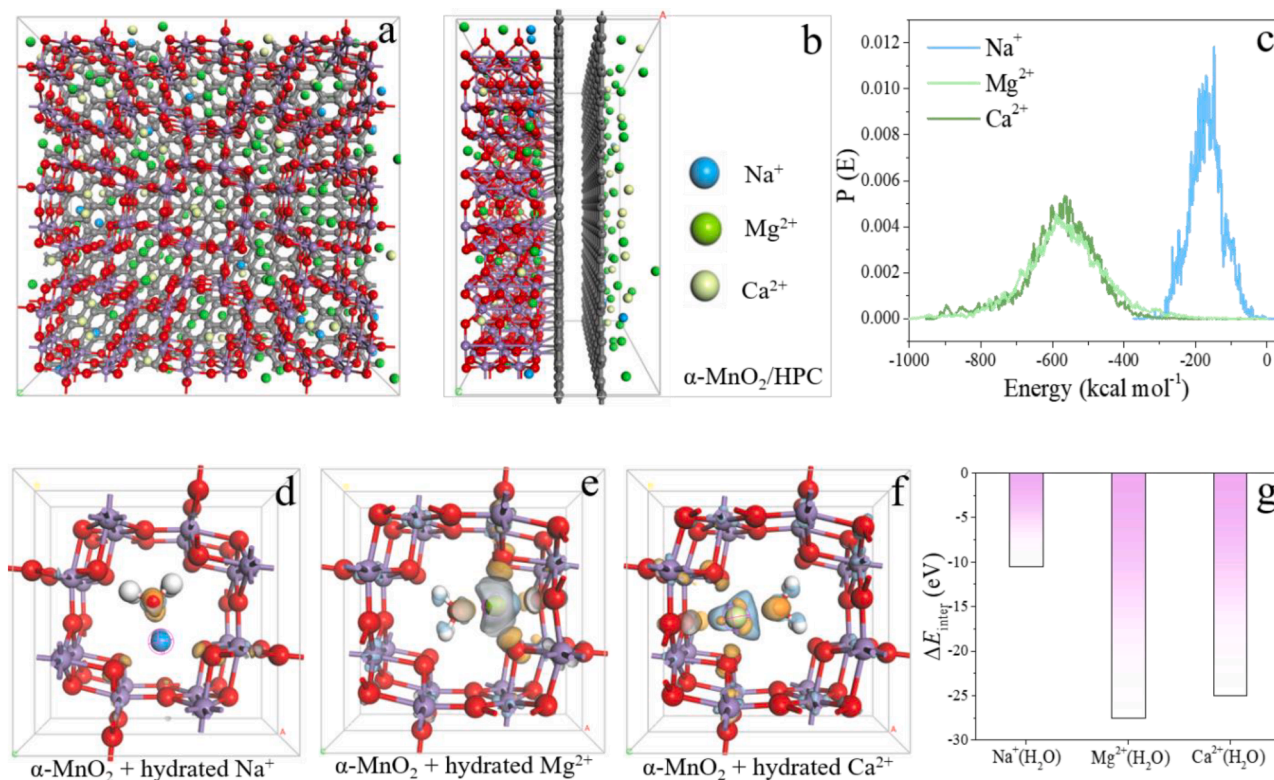 a
b
c
Na⁺
Mg²⁺
Ca²⁺
α-MnO₂/HPC
A
C
P (E)
0.012
0.010
0.008
0.006
0.004
0.002
0.000
-1000 -800 -600 -400 -200 0
Energy (kcal mol⁻¹)
Na⁺
Mg²⁺
Ca²⁺
d
e
f
g
A
C
A
C
A
C
α-MnO₂ + hydrated Na⁺
α-MnO₂ + hydrated Mg²⁺
α-MnO₂ + hydrated Ca²⁺
ΔE_inter (eV)
0
-5
-10
-15
-20
-25
-30
Na⁺(H₂O) Mg²⁺(H₂O) Ca²⁺(H₂O)